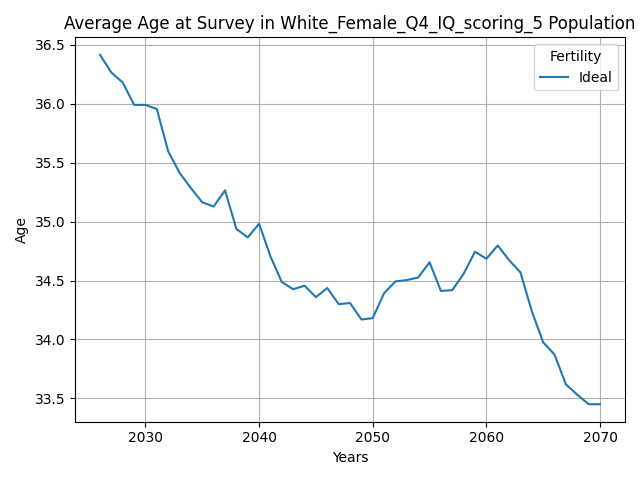 Average Age at Survey in White_Female_Q4_IQ_scoring_5 Population
Fertility
Ideal
36.5
36.0
35.5
35.0
34.5
34.0
33.5
Age
2030 2040 2050 2060 2070
Years